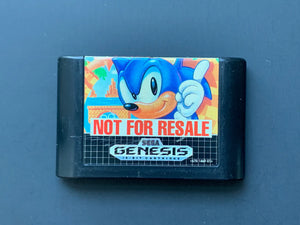 NOT FOR RESALE
SEGA
GENESIS
16-BIT CARTRIDGE